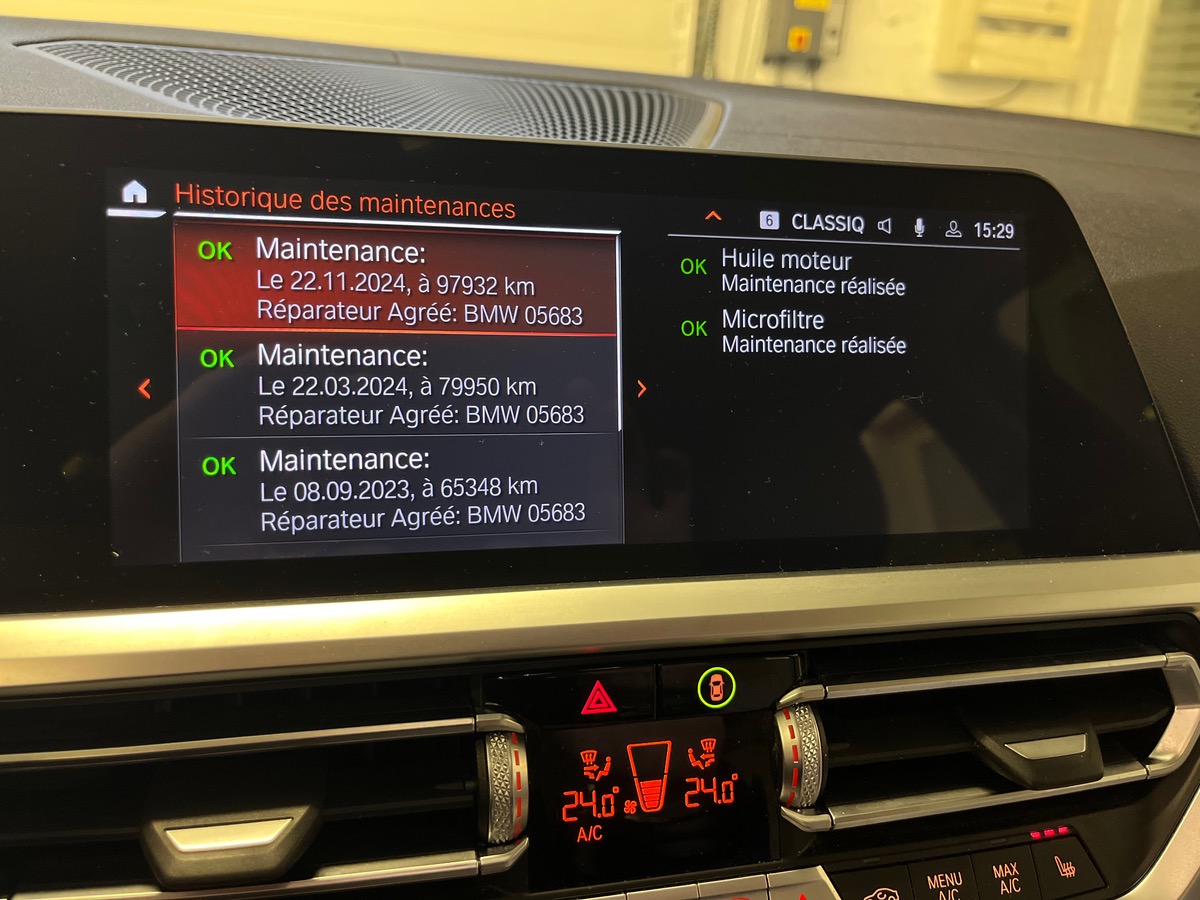 Historique des maintenances
6 CLASSIQ 15:29
OK Maintenance:
Le 22.11.2024, à 97932 km
Réparateur Agréé: BMW 05683
OK Maintenance:
Le 22.03.2024, à 79950 km
Réparateur Agréé: BMW 05683
OK Maintenance:
Le 08.09.2023, à 65348 km
Réparateur Agréé: BMW 05683
OK Huile moteur
Maintenance réalisée
OK Microfiltre
Maintenance réalisée
24.0° 24.0°
A/C
MENU
A/C
MAX
A/C